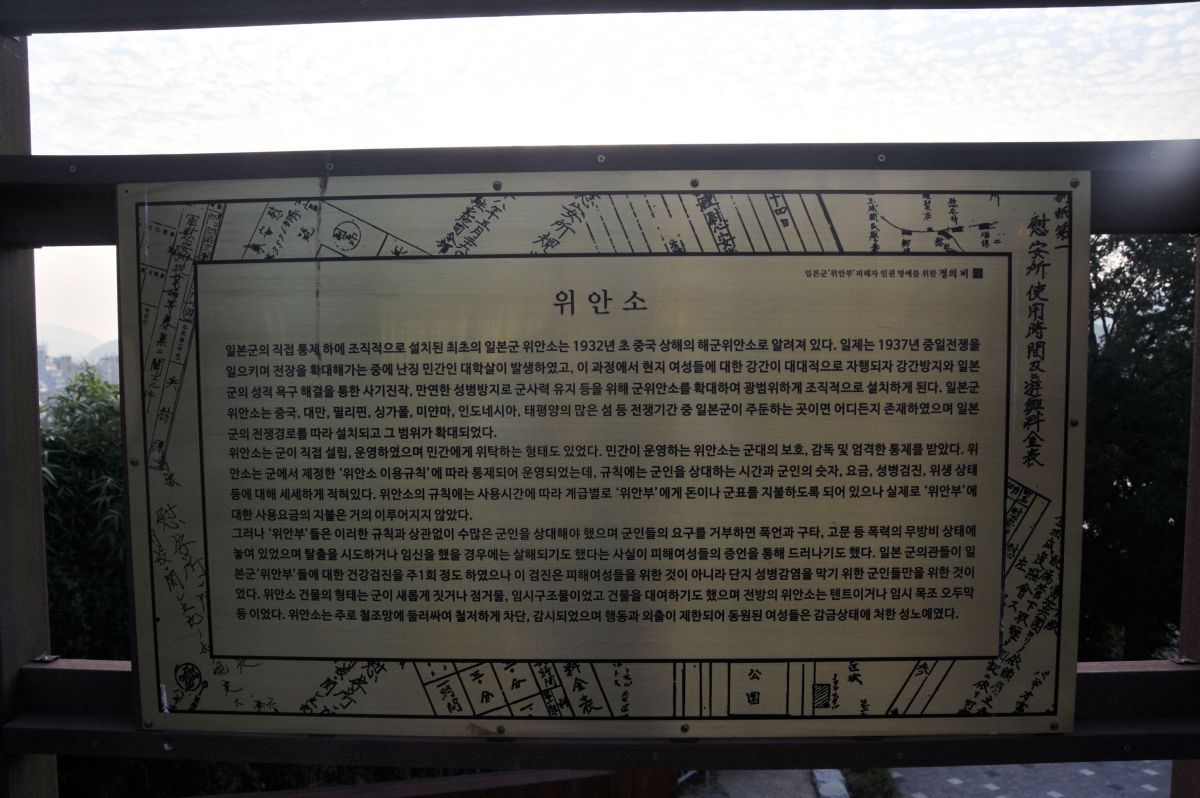 일본군'위안부'피해자 인권 명예를 위한 정의 비
위안소
일본군의 직접 통제 하에 조직적으로 설치된 최초의 일본군 위안소는 1932년 초 중국 상해의 해군위안소로 알려져 있다. 일제는 1937년 중일전쟁을
일으키며 전장을 확대해가는 중에 난징 민간인 대학살이 발생하였고, 이 과정에서 현지 여성들에 대한 강간이 대대적으로 자행되자 강간방지와 일본
군의 성적 욕구 해결을 통한 사기진작, 만연한 성병방지로 군사력 유지 등을 위해 군위안소를 확대하여 광범위하게 조직적으로 설치하게 된다. 일본군
위안소는 중국, 대만, 필리핀, 싱가폴, 미얀마, 인도네시아, 태평양의 많은 섬 등 전쟁기간 중 일본군이 주둔하는 곳이면 어디든지 존재하였으며 일본
군의 전쟁경로를 따라 설치되고 그 범위가 확대되었다.
위안소는 군이 직접 설립, 운영하였으며 민간에게 위탁하는 형태도 있었다. 민간이 운영하는 위안소는 군대의 보호, 감독 및 엄격한 통제를 받았다. 위
안소는 군에서 제정한 '위안소 이용규칙'에 따라 통제되어 운영되었는데, 규칙에는 군인을 상대하는 시간과 군인의 숫자, 요금, 성병검진, 위생 상태
등에 대해 세세하게 적혀있다. 위안소의 규칙에는 사용시간에 따라 계급별로 '위안부'에게 돈이나 군표를 지불하도록 되어 있으나 실제로 '위안부'에
대한 사용요금의 지불은 거의 이루어지지 않았다.
그러나 '위안부'들은 이러한 규칙과 상관없이 수많은 군인을 상대해야 했으며 군인들의 요구를 거부하면 폭언과 구타, 고문 등 폭력의 무방비 상태에
놓여 있었으며 탈출을 시도하거나 임신을 했을 경우에는 살해되기도 했다는 사실이 피해여성들의 증언을 통해 드러나기도 했다. 일본 군의관들이 일
본군'위안부'들에 대한 건강검진을 주1회 정도 하였으나 이 검진은 피해여성들을 위한 것이 아니라 단지 성병감염을 막기 위한 군인들만을 위한 것이
었다. 위안소 건물의 형태는 군이 새롭게 짓거나 점거물, 임시구조물이었고 건물을 대여하기도 했으며 전방의 위안소는 텐트이거나 임시 목조 오두막
등 이었다. 위안소는 주로 철조망에 둘러싸여 철저하게 차단, 감시되었으며 행동과 외출이 제한되어 동원된 여성들은 감금상태에 처한 성노예였다.
別紙第一
慰安所使用時間及遊興料金表
十四日
料金表
時間
公園